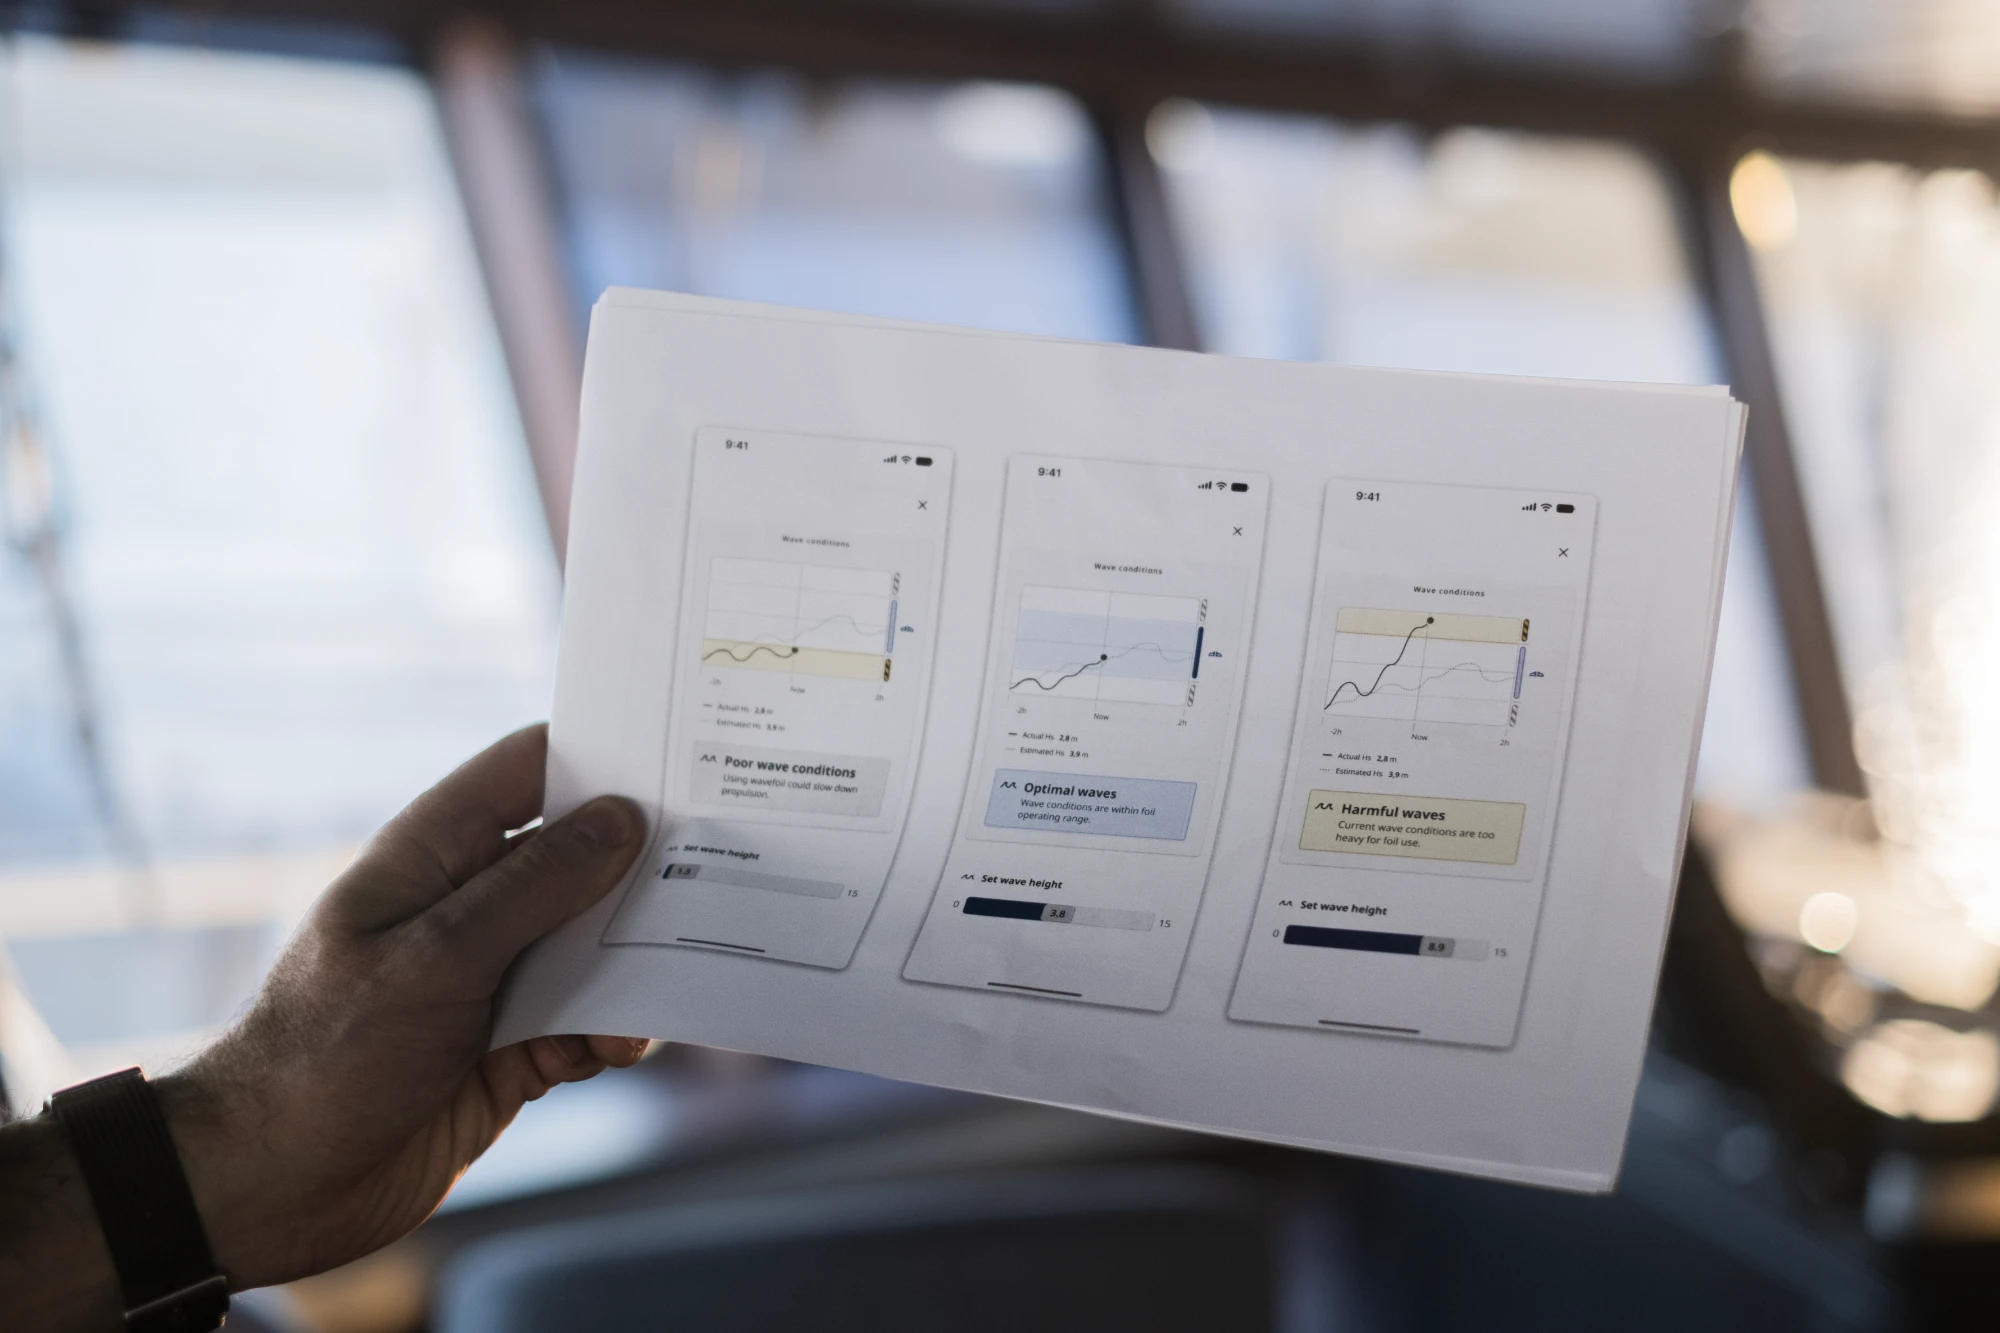 9:41
Wave conditions
-2h
Now
2h
Actual Hs 2,8 m
Estimated Hs 3,9 m
Poor wave conditions
Using wavefoil could slow down
propulsion.
Set wave height
0
15
9:41
Wave conditions
-2h
Now
2h
Actual Hs 2,8 m
Estimated Hs 3,9 m
Optimal waves
Wave conditions are within foil
operating range.
Set wave height
0
3.8
15
9:41
Wave conditions
-2h
Now
2h
Actual Hs 2,8 m
Estimated Hs 3,9 m
Harmful waves
Current wave conditions are too
heavy for foil use.
Set wave height
0
8.9
15